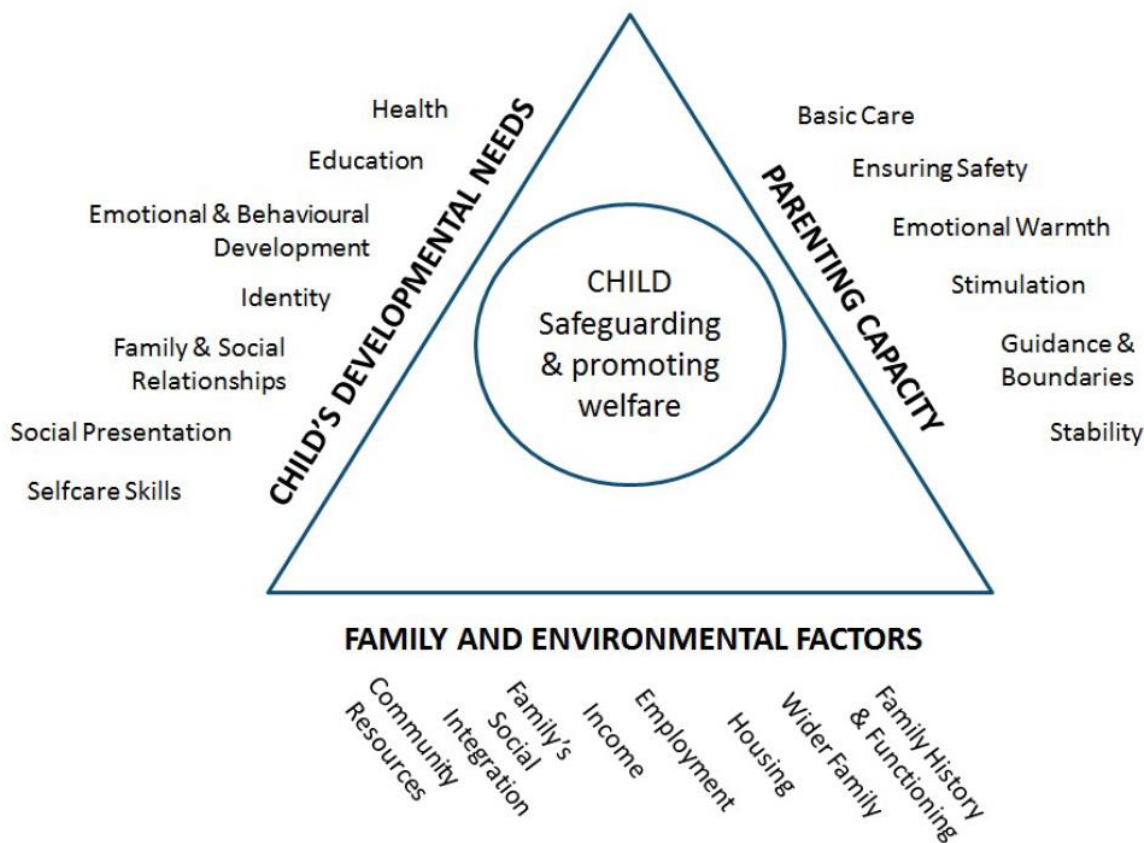 Health
Education
Emotional & Behavioural
Development
Identity
Family & Social
Relationships
Social Presentation
Selfcare Skills
CHILD'S DEVELOPMENTAL NEEDS
CHILD
Safeguarding
& promoting
welfare
PARENTING CAPACITY
Basic Care
Ensuring Safety
Emotional Warmth
Stimulation
Guidance &
Boundaries
Stability
FAMILY AND ENVIRONMENTAL FACTORS
Community
Resources
Family's
Social
Integration
Income
Employment
Housing
Wider Family
Family History
& Functioning